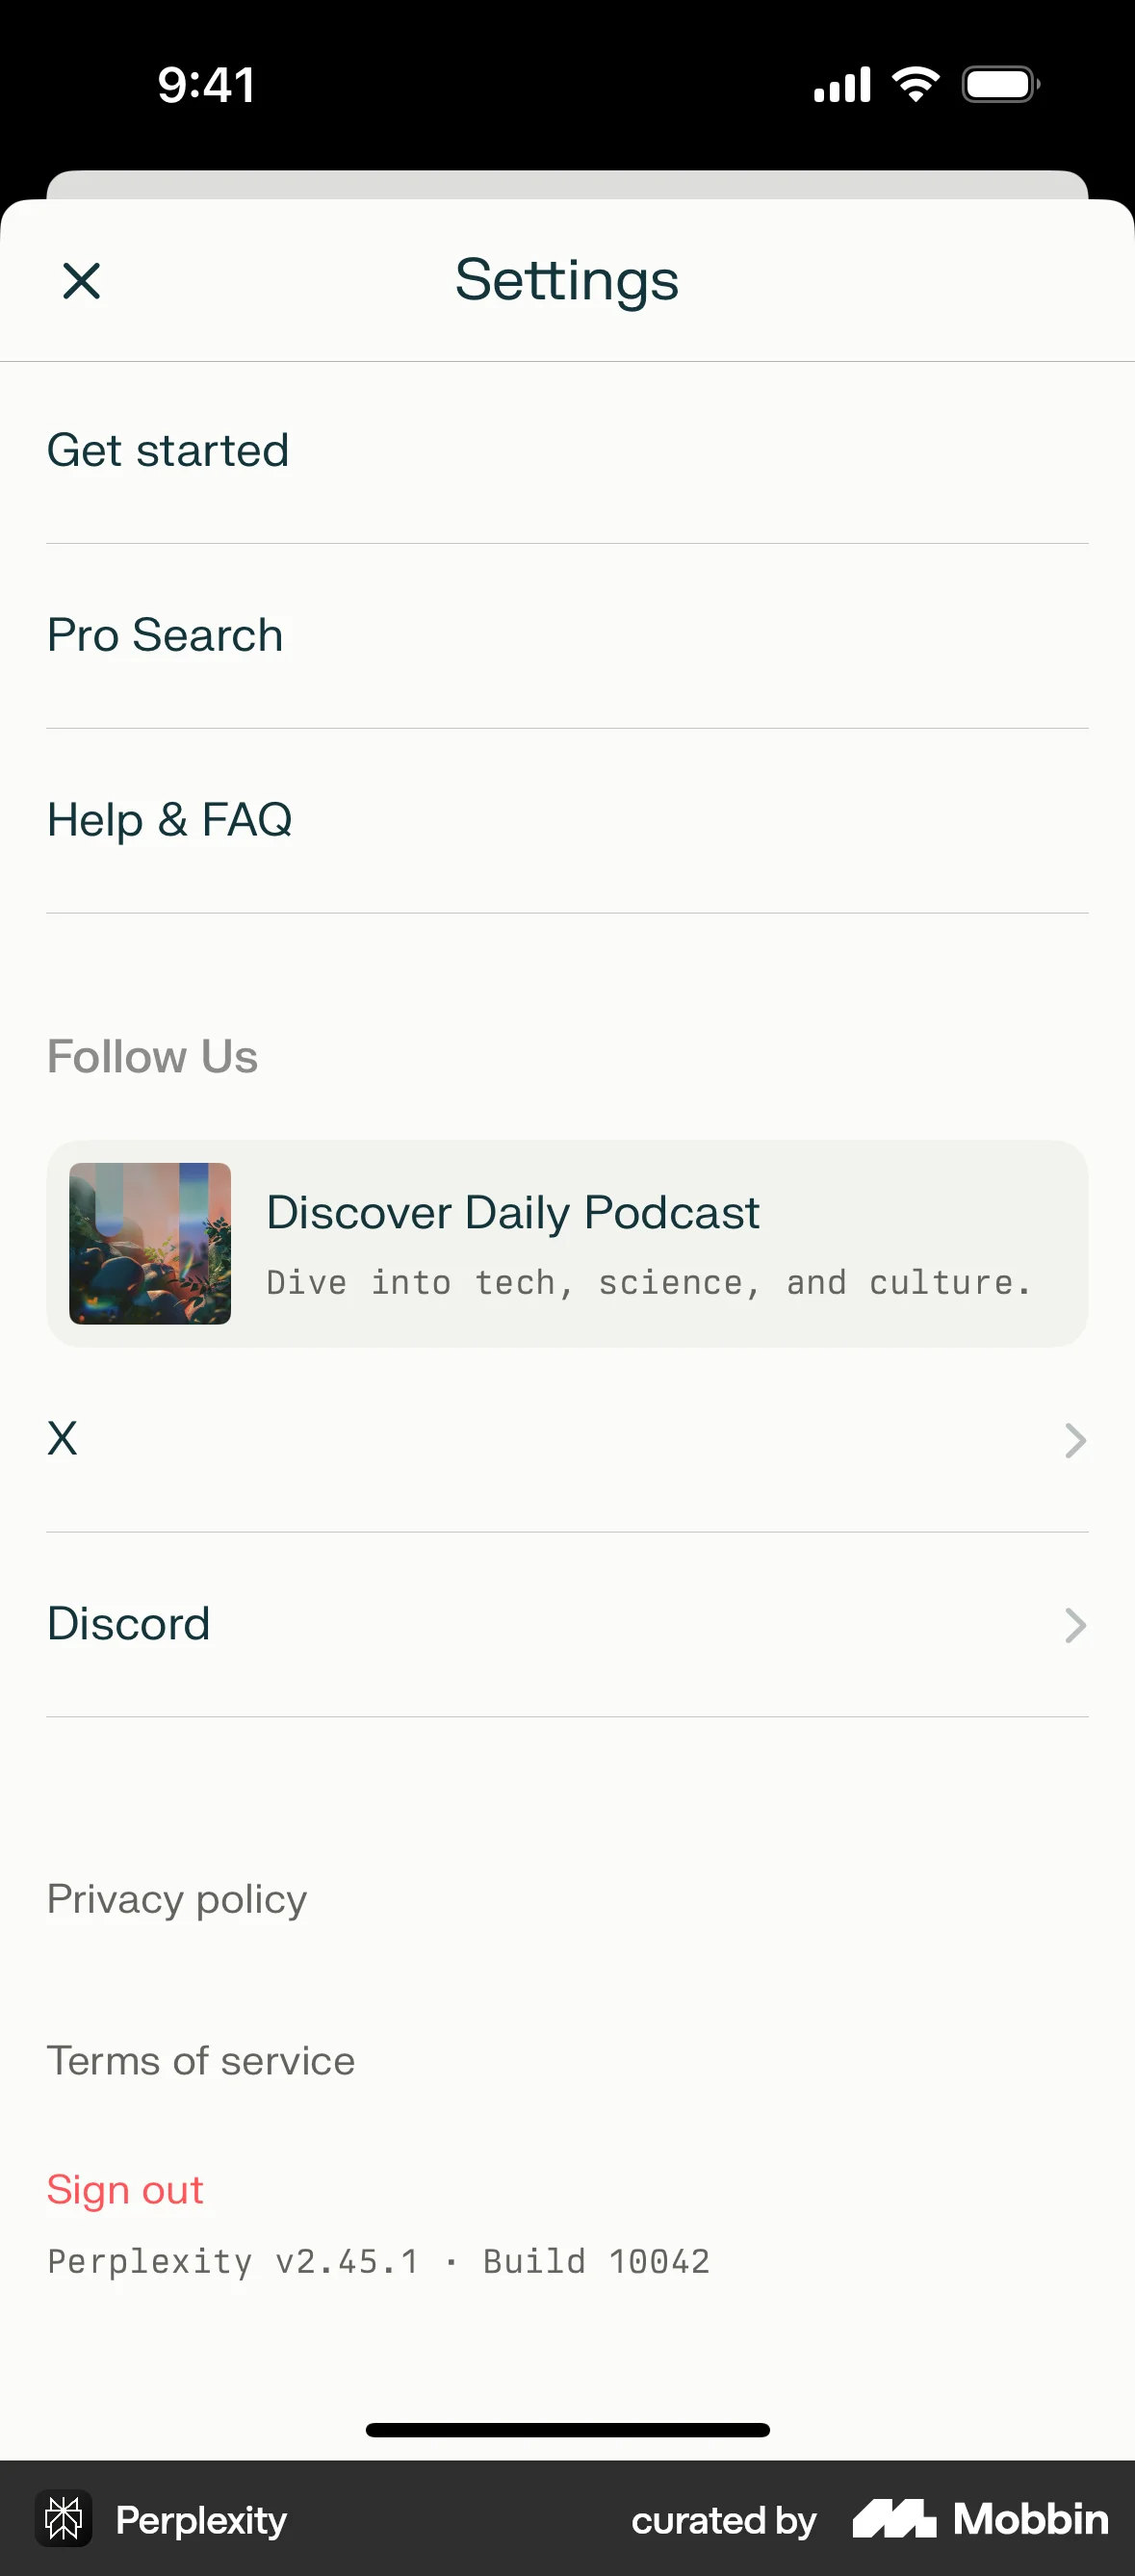 9:41
Settings
Get started
Pro Search
Help & FAQ
Follow Us
Discover Daily Podcast
Dive into tech, science, and culture.
X
Discord
Privacy policy
Terms of service
Sign out
Perplexity v2.45.1 · Build 10042
Perplexity
curated by Mobbin